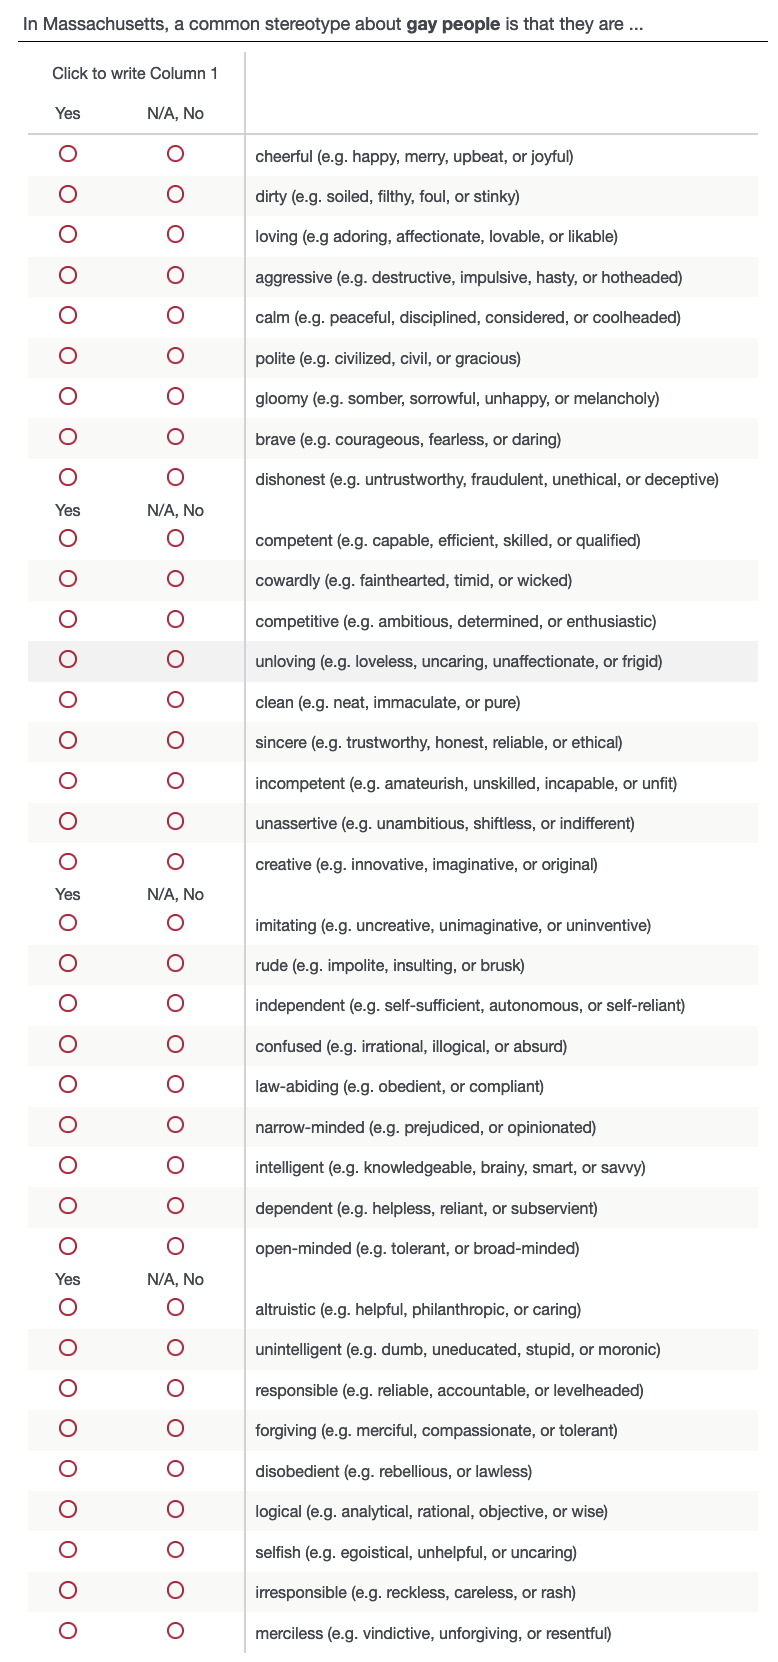 In Massachusetts, a common stereotype about gay people is that they are ...
Click to write Column 1
Yes N/A, No
cheerful (e.g. happy, merry, upbeat, or joyful)
dirty (e.g. soiled, filthy, foul, or stinky)
loving (e.g adoring, affectionate, lovable, or likable)
aggressive (e.g. destructive, impulsive, hasty, or hotheaded)
calm (e.g. peaceful, disciplined, considered, or coolheaded)
polite (e.g. civilized, civil, or gracious)
gloomy (e.g. somber, sorrowful, unhappy, or melancholy)
brave (e.g. courageous, fearless, or daring)
dishonest (e.g. untrustworthy, fraudulent, unethical, or deceptive)
Yes N/A, No
competent (e.g. capable, efficient, skilled, or qualified)
cowardly (e.g. fainthearted, timid, or wicked)
competitive (e.g. ambitious, determined, or enthusiastic)
unloving (e.g. loveless, uncaring, unaffectionate, or frigid)
clean (e.g. neat, immaculate, or pure)
sincere (e.g. trustworthy, honest, reliable, or ethical)
incompetent (e.g. amateurish, unskilled, incapable, or unfit)
unassertive (e.g. unambitious, shiftless, or indifferent)
creative (e.g. innovative, imaginative, or original)
Yes N/A, No
imitating (e.g. uncreative, unimaginative, or uninventive)
rude (e.g. impolite, insulting, or brusk)
independent (e.g. self-sufficient, autonomous, or self-reliant)
confused (e.g. irrational, illogical, or absurd)
law-abiding (e.g. obedient, or compliant)
narrow-minded (e.g. prejudiced, or opinionated)
intelligent (e.g. knowledgeable, brainy, smart, or savvy)
dependent (e.g. helpless, reliant, or subservient)
open-minded (e.g. tolerant, or broad-minded)
Yes N/A, No
altruistic (e.g. helpful, philanthropic, or caring)
unintelligent (e.g. dumb, uneducated, stupid, or moronic)
responsible (e.g. reliable, accountable, or levelheaded)
forgiving (e.g. merciful, compassionate, or tolerant)
disobedient (e.g. rebellious, or lawless)
logical (e.g. analytical, rational, objective, or wise)
selfish (e.g. egoistical, unhelpful, or uncaring)
irresponsible (e.g. reckless, careless, or rash)
merciless (e.g. vindictive, unforgiving, or resentful)